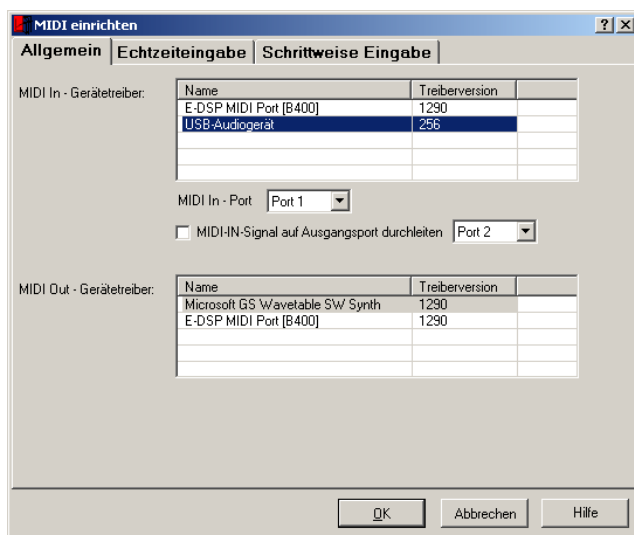 MIDI einrichten
Allgemein Echtzeiteingabe Schrittweise Eingabe
MIDI In - Gerätetreiber: Name Treiberversion
E-DSP MIDI Port [B400] 1290
USB-Audiogerät 256
MIDI In - Port Port 1
MIDI-IN-Signal auf Ausgangsport durchleiten Port 2
MIDI Out - Gerätetreiber: Name Treiberversion
Microsoft GS Wavetable SW Synth 1290
E-DSP MIDI Port [B400] 1290
OK Abbrechen Hilfe